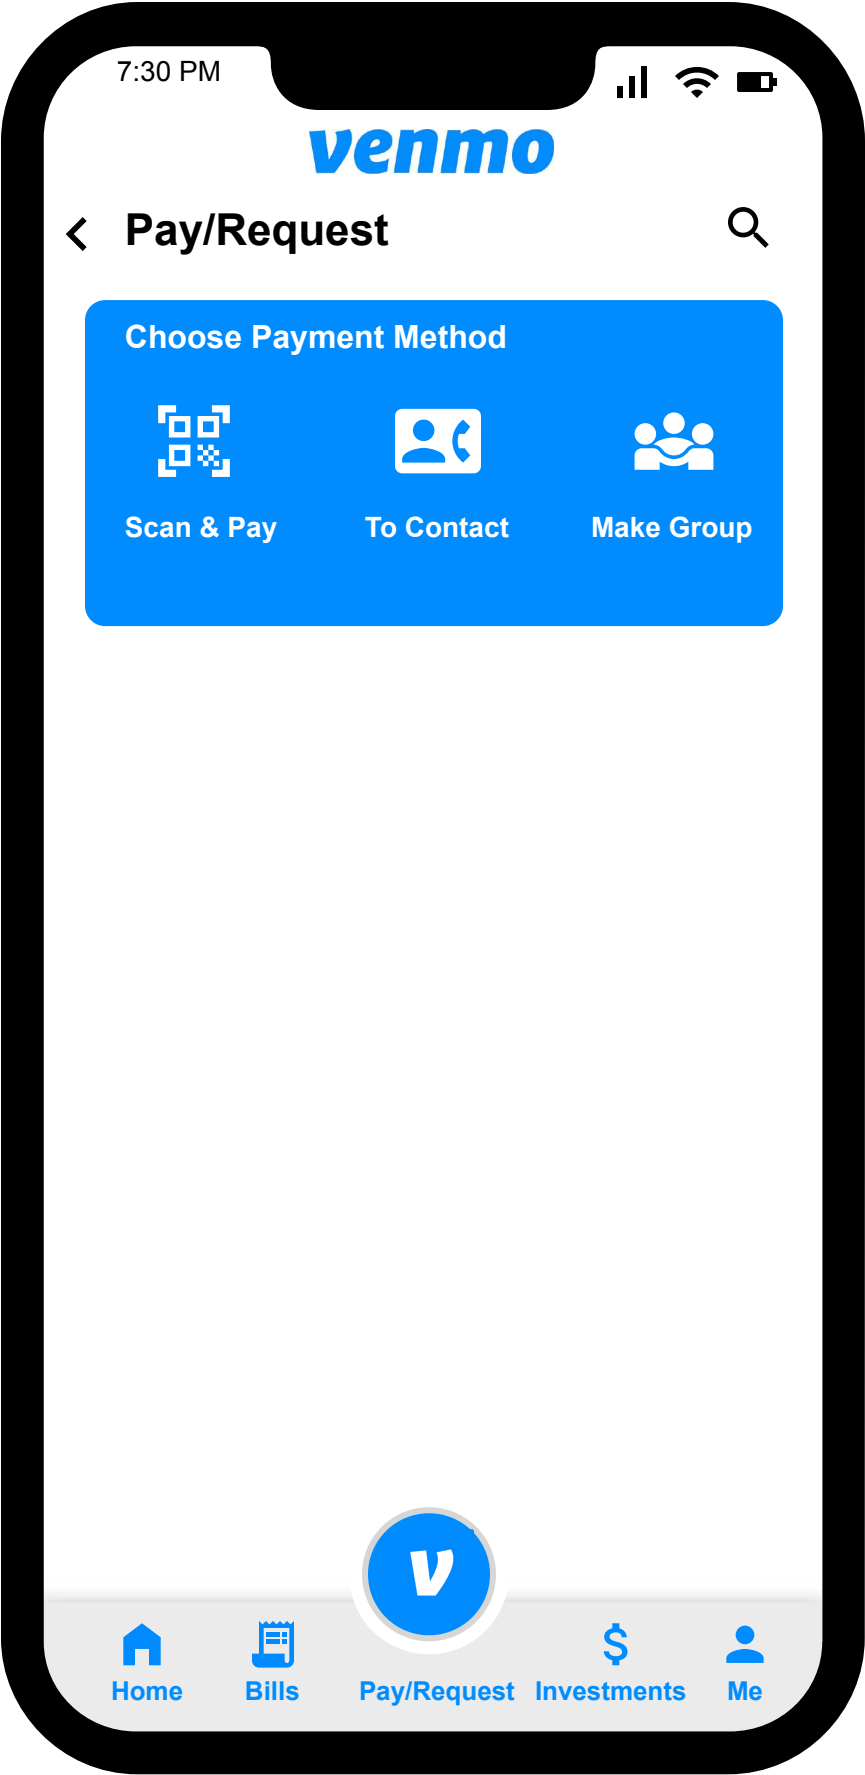 7:30 PM
venmo
Pay/Request
Choose Payment Method
Scan & Pay To Contact Make Group
v
Home Bills Pay/Request Investments Me